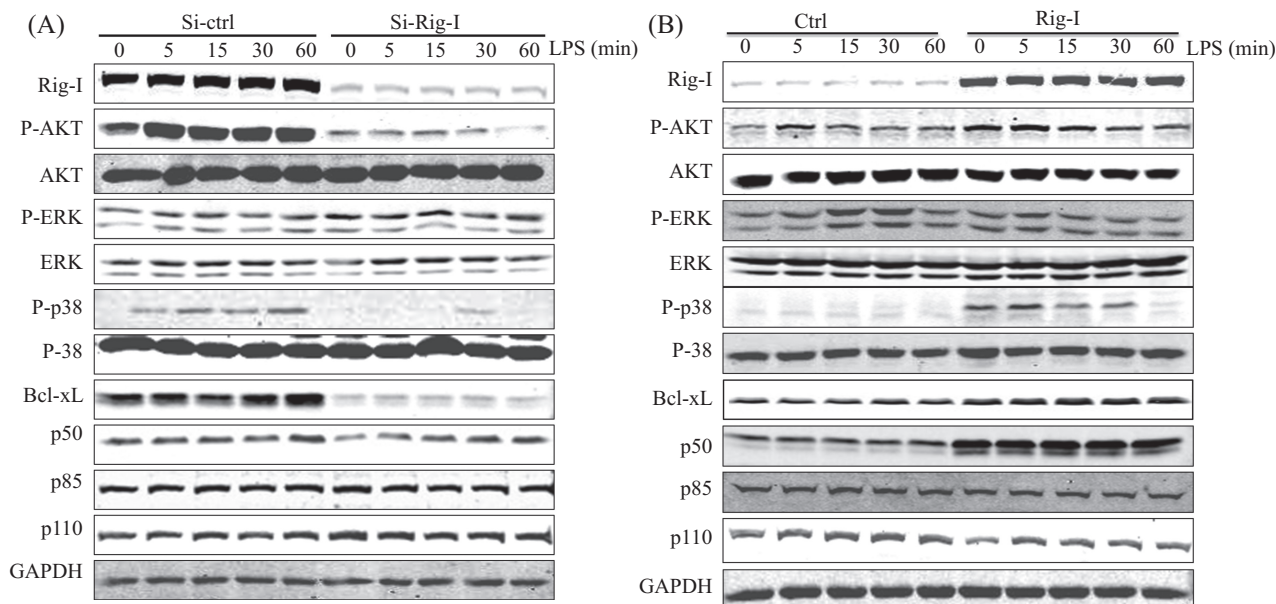 (A) Si-ctrl Si-Rig-I
0 5 15 30 60 0 5 15 30 60 LPS (min)
Rig-I
P-AKT
AKT
P-ERK
ERK
P-p38
P-38
Bcl-xL
p50
p85
p110
GAPDH
(B) Ctrl Rig-I
0 5 15 30 60 0 5 15 30 60 LPS (min)
Rig-I
P-AKT
AKT
P-ERK
ERK
P-p38
P-38
Bcl-xL
p50
p85
p110
GAPDH